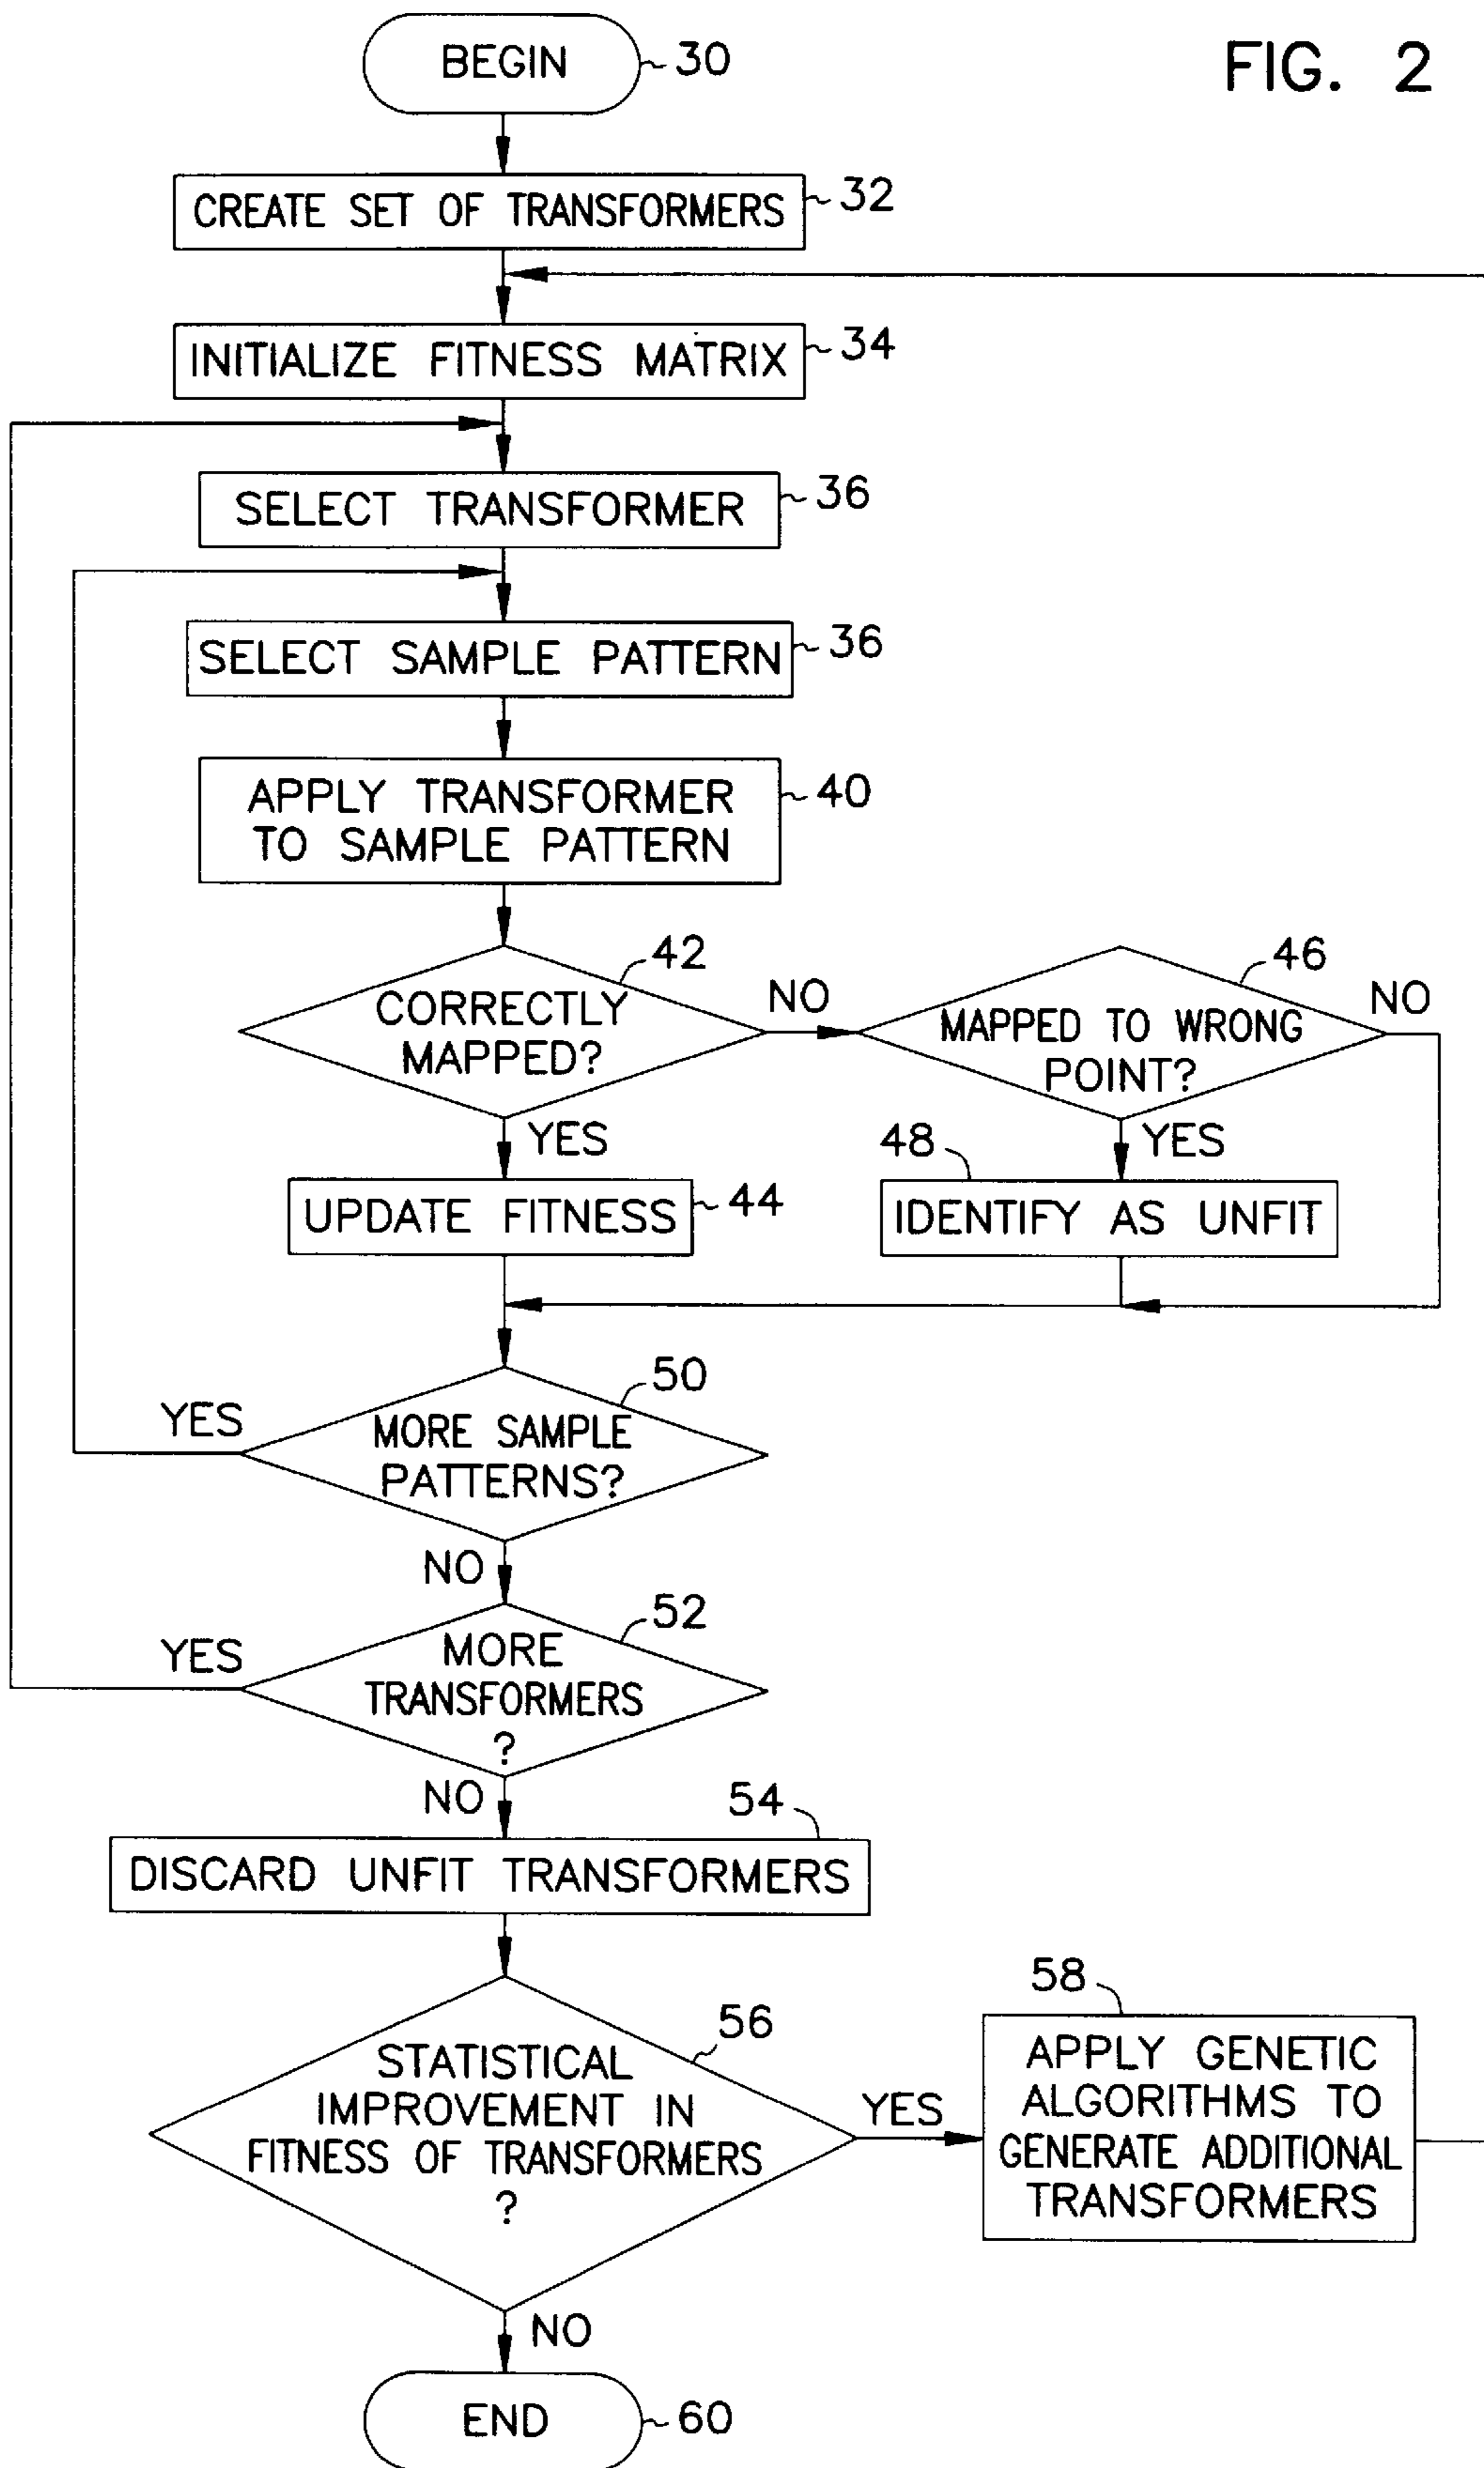 FIG. 2
BEGIN
30
CREATE SET OF TRANSFORMERS
32
INITIALIZE FITNESS MATRIX
34
SELECT TRANSFORMER
36
SELECT SAMPLE PATTERN
36
APPLY TRANSFORMER
TO SAMPLE PATTERN
40
CORRECTLY
MAPPED?
42
NO
MAPPED TO WRONG
POINT?
46
NO
YES
UPDATE FITNESS
44
YES
48
IDENTIFY AS UNFIT
MORE SAMPLE
PATTERNS?
50
YES
NO
MORE
TRANSFORMERS
?
52
YES
NO
54
DISCARD UNFIT TRANSFORMERS
STATISTICAL
IMPROVEMENT IN
FITNESS OF TRANSFORMERS
?
56
YES
58
APPLY GENETIC
ALGORITHMS TO
GENERATE ADDITIONAL
TRANSFORMERS
NO
END
60